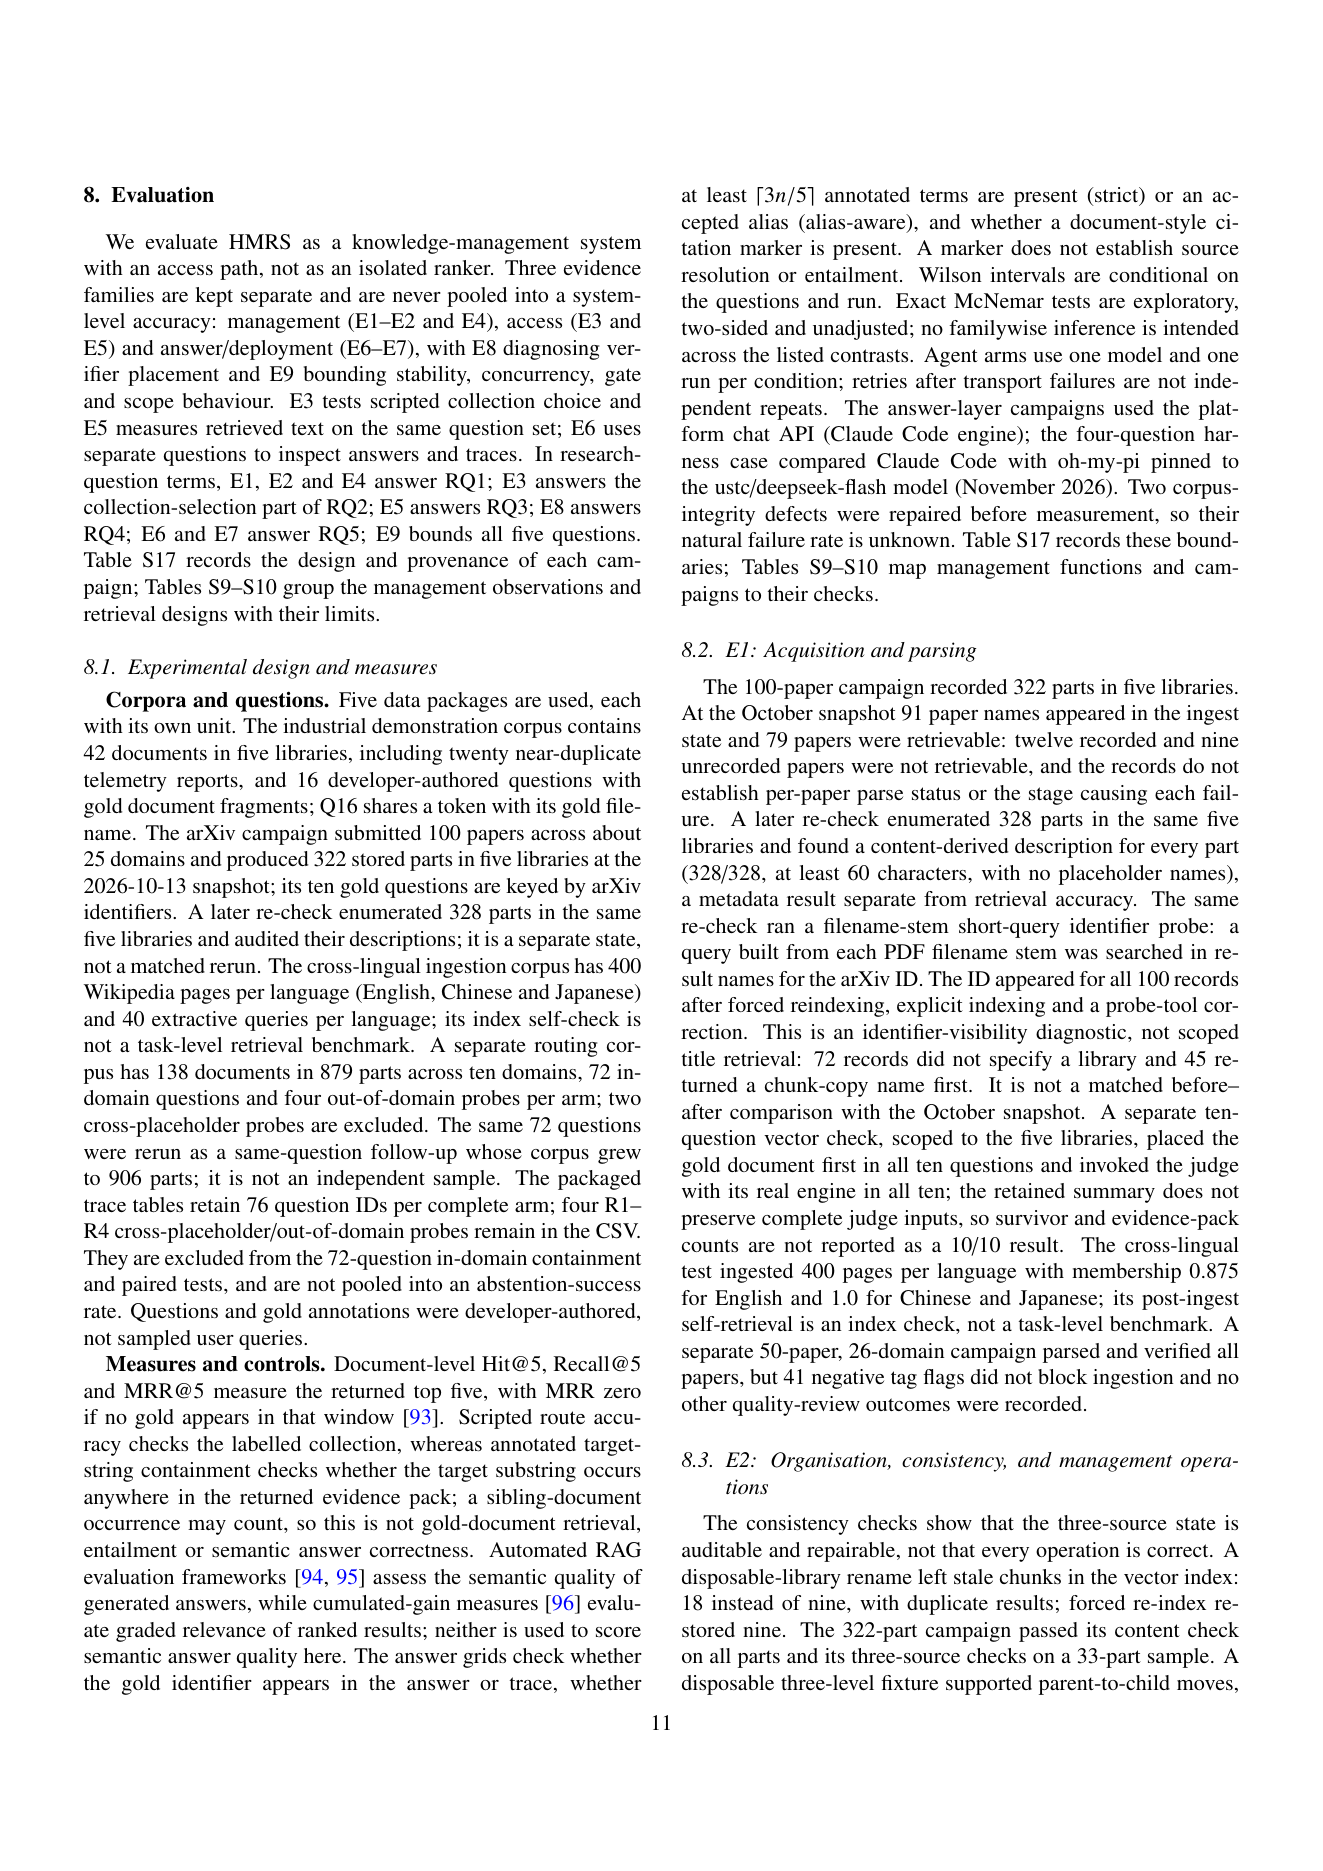 8. Evaluation
We evaluate HMRS as a knowledge-management system
with an access path, not as an isolated ranker. Three evidence
families are kept separate and are never pooled into a system-
level accuracy: management (E1–E2 and E4), access (E3 and
E5) and answer/deployment (E6–E7), with E8 diagnosing ver-
ifier placement and E9 bounding stability, concurrency, gate
and scope behaviour. E3 tests scripted collection choice and
E5 measures retrieved text on the same question set; E6 uses
separate questions to inspect answers and traces. In research-
question terms, E1, E2 and E4 answer RQ1; E3 answers the
collection-selection part of RQ2; E5 answers RQ3; E8 answers
RQ4; E6 and E7 answer RQ5; E9 bounds all five questions.
Table S17 records the design and provenance of each cam-
paign; Tables S9–S10 group the management observations and
retrieval designs with their limits.
8.1. Experimental design and measures
Corpora and questions. Five data packages are used, each
with its own unit. The industrial demonstration corpus contains
42 documents in five libraries, including twenty near-duplicate
telemetry reports, and 16 developer-authored questions with
gold document fragments; Q16 shares a token with its gold file-
name. The arXiv campaign submitted 100 papers across about
25 domains and produced 322 stored parts in five libraries at the
2026-10-13 snapshot; its ten gold questions are keyed by arXiv
identifiers. A later re-check enumerated 328 parts in the same
five libraries and audited their descriptions; it is a separate state,
not a matched rerun. The cross-lingual ingestion corpus has 400
Wikipedia pages per language (English, Chinese and Japanese)
and 40 extractive queries per language; its index self-check is
not a task-level retrieval benchmark. A separate routing cor-
pus has 138 documents in 879 parts across ten domains, 72 in-
domain questions and four out-of-domain probes per arm; two
cross-placeholder probes are excluded. The same 72 questions
were rerun as a same-question follow-up whose corpus grew
to 906 parts; it is not an independent sample. The packaged
trace tables retain 76 question IDs per complete arm; four R1–
R4 cross-placeholder/out-of-domain probes remain in the CSV.
They are excluded from the 72-question in-domain containment
and paired tests, and are not pooled into an abstention-success
rate. Questions and gold annotations were developer-authored,
not sampled user queries.
Measures and controls. Document-level Hit@5, Recall@5
and MRR@5 measure the returned top five, with MRR zero
if no gold appears in that window [93]. Scripted route accu-
racy checks the labelled collection, whereas annotated target-
string containment checks whether the target substring occurs
anywhere in the returned evidence pack; a sibling-document
occurrence may count, so this is not gold-document retrieval,
entailment or semantic answer correctness. Automated RAG
evaluation frameworks [94, 95] assess the semantic quality of
generated answers, while cumulated-gain measures [96] evalu-
ate graded relevance of ranked results; neither is used to score
semantic answer quality here. The answer grids check whether
the gold identifier appears in the answer or trace, whether
at least ⌈3n/5⌉ annotated terms are present (strict) or an ac-
cepted alias (alias-aware), and whether a document-style ci-
tation marker is present. A marker does not establish source
resolution or entailment. Wilson intervals are conditional on
the questions and run. Exact McNemar tests are exploratory,
two-sided and unadjusted; no familywise inference is intended
across the listed contrasts. Agent arms use one model and one
run per condition; retries after transport failures are not inde-
pendent repeats. The answer-layer campaigns used the plat-
form chat API (Claude Code engine); the four-question har-
ness case compared Claude Code with oh-my-pi pinned to
the ustc/deepseek-flash model (November 2026). Two corpus-
integrity defects were repaired before measurement, so their
natural failure rate is unknown. Table S17 records these bound-
aries; Tables S9–S10 map management functions and cam-
paigns to their checks.
8.2. E1: Acquisition and parsing
The 100-paper campaign recorded 322 parts in five libraries.
At the October snapshot 91 paper names appeared in the ingest
state and 79 papers were retrievable: twelve recorded and nine
unrecorded papers were not retrievable, and the records do not
establish per-paper parse status or the stage causing each fail-
ure. A later re-check enumerated 328 parts in the same five
libraries and found a content-derived description for every part
(328/328, at least 60 characters, with no placeholder names),
a metadata result separate from retrieval accuracy. The same
re-check ran a filename-stem short-query identifier probe: a
query built from each PDF filename stem was searched in re-
sult names for the arXiv ID. The ID appeared for all 100 records
after forced reindexing, explicit indexing and a probe-tool cor-
rection. This is an identifier-visibility diagnostic, not scoped
title retrieval: 72 records did not specify a library and 45 re-
turned a chunk-copy name first. It is not a matched before–
after comparison with the October snapshot. A separate ten-
question vector check, scoped to the five libraries, placed the
gold document first in all ten questions and invoked the judge
with its real engine in all ten; the retained summary does not
preserve complete judge inputs, so survivor and evidence-pack
counts are not reported as a 10/10 result. The cross-lingual
test ingested 400 pages per language with membership 0.875
for English and 1.0 for Chinese and Japanese; its post-ingest
self-retrieval is an index check, not a task-level benchmark. A
separate 50-paper, 26-domain campaign parsed and verified all
papers, but 41 negative tag flags did not block ingestion and no
other quality-review outcomes were recorded.
8.3. E2: Organisation, consistency, and management opera-
tions
The consistency checks show that the three-source state is
auditable and repairable, not that every operation is correct. A
disposable-library rename left stale chunks in the vector index:
18 instead of nine, with duplicate results; forced re-index re-
stored nine. The 322-part campaign passed its content check
on all parts and its three-source checks on a 33-part sample. A
disposable three-level fixture supported parent-to-child moves,
11